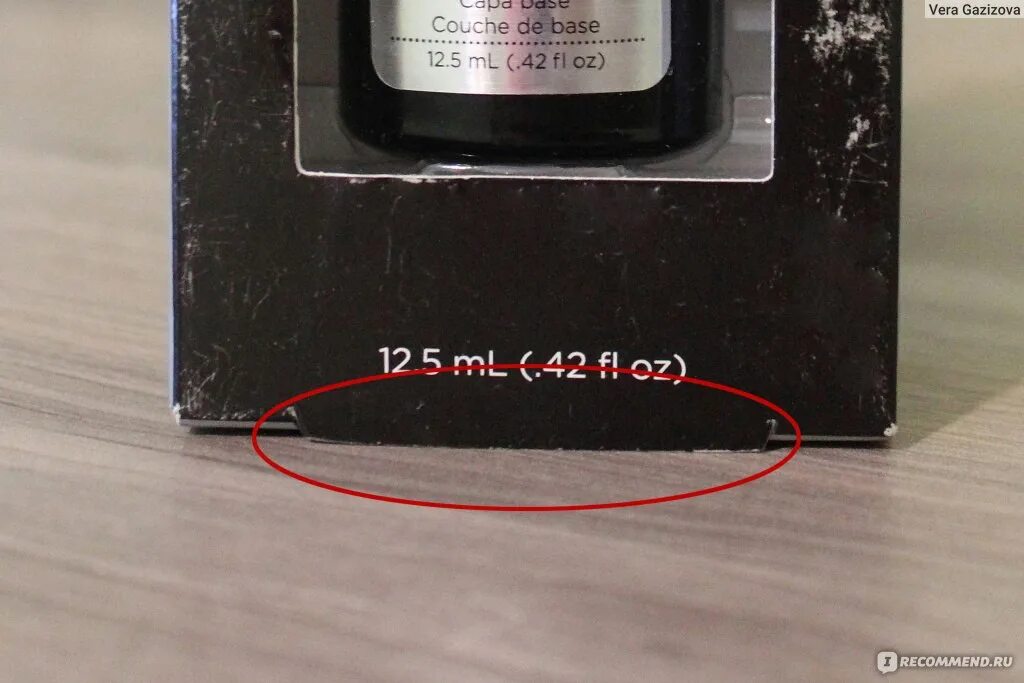 Vera Gazizova
Capa base
Couche de base
12.5 mL (.42 fl oz)
12.5 mL (.42 fl oz)
I RECOMMEND.RU